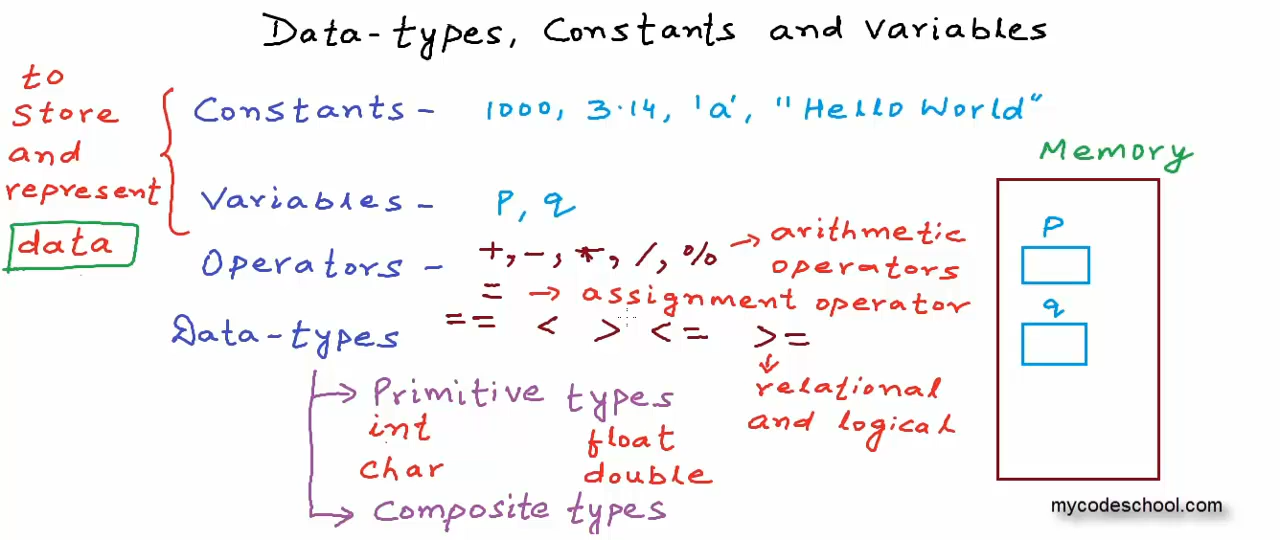 Data-types, Constants and Variables
to
Store
and
represent
data
Constants - 1000, 3.14, 'a', "Hello World"
Variables - P, q
Operators - +, -, *, /, % → arithmetic
operators
= → assignment operator
== < > <= >=
relational
and logical
Data-types
Primitive types
int float
char double
Composite types
Memory
P
q
mycodeschool.com